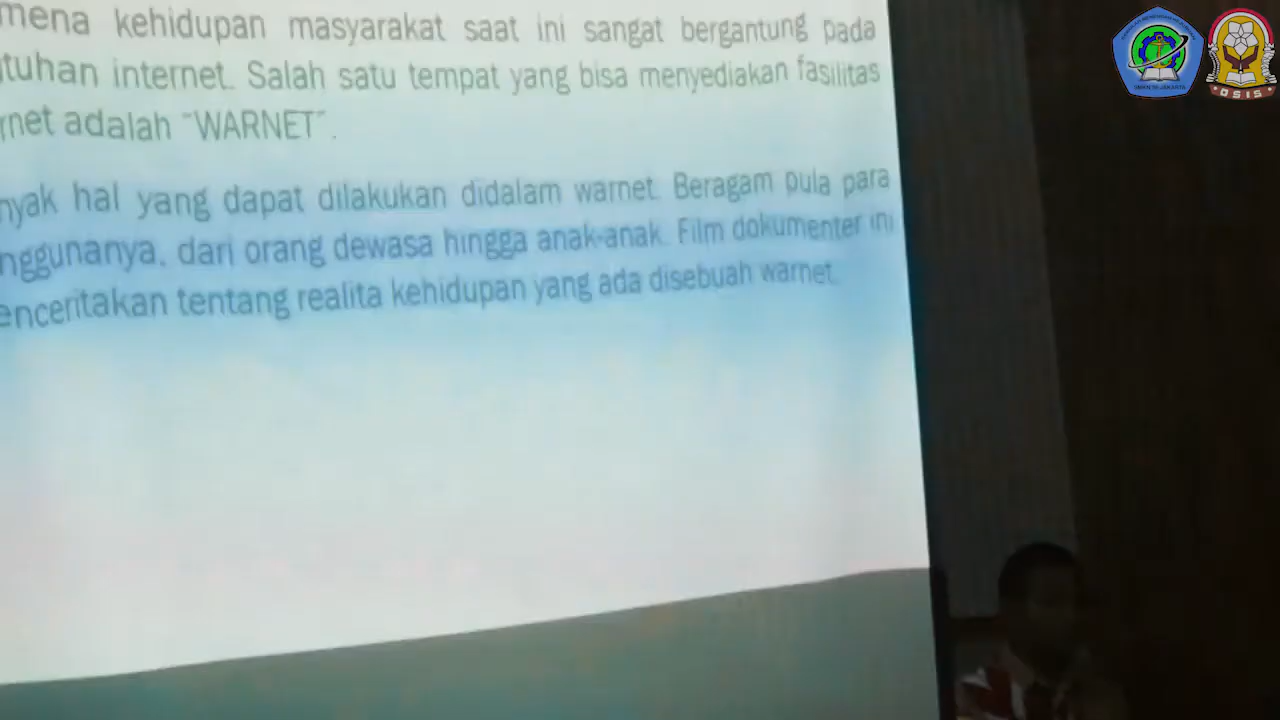 mena kehidupan masyarakat saat ini sangat bergantung pada
tuhan internet. Salah satu tempat yang bisa menyediakan fasilitas
rnet adalah "WARNET".
nyak hal yang dapat dilakukan didalam warnet. Beragam pula para
nggunanya, dari orang dewasa hingga anak-anak. Film dokumenter ini
enceritakan tentang realita kehidupan yang ada disebuah warnet.
OSIS